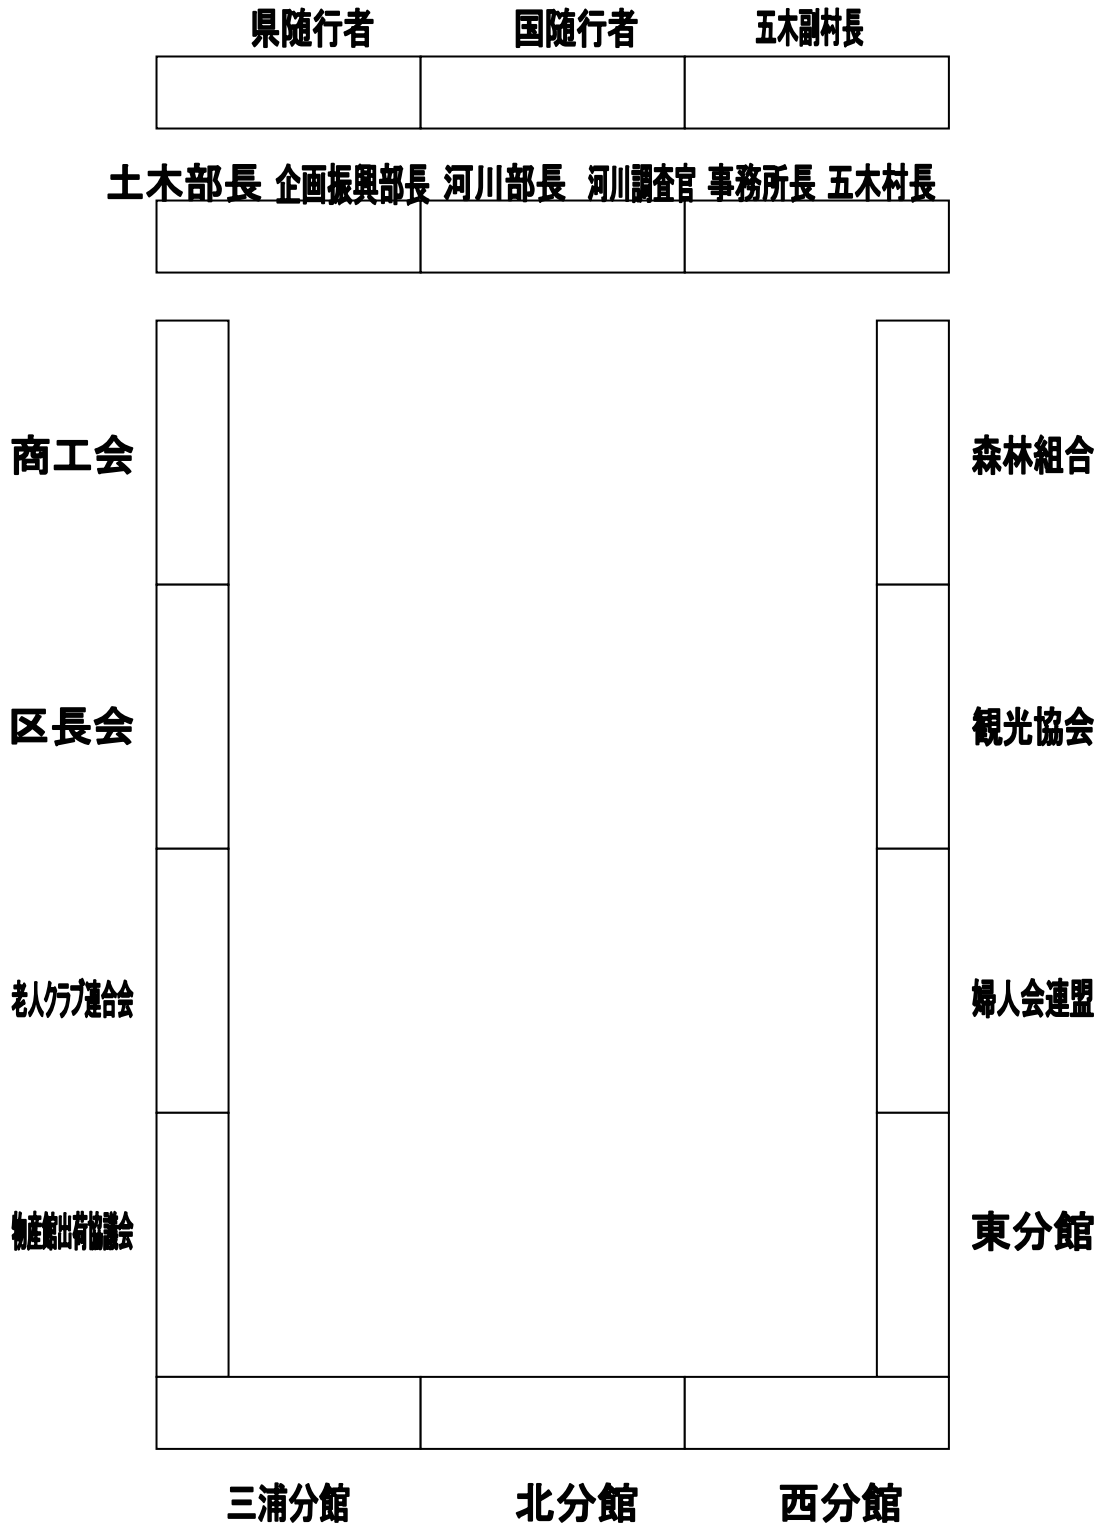 県随行者 国随行者 五木副村長
土木部長 企画振興部長 河川部長 河川調査官 事務所長 五木村長
商工会 森林組合
区長会 観光協会
老人クラブ連合会 婦人会連盟
物産館出荷協議会 東分館
三浦分館 北分館 西分館